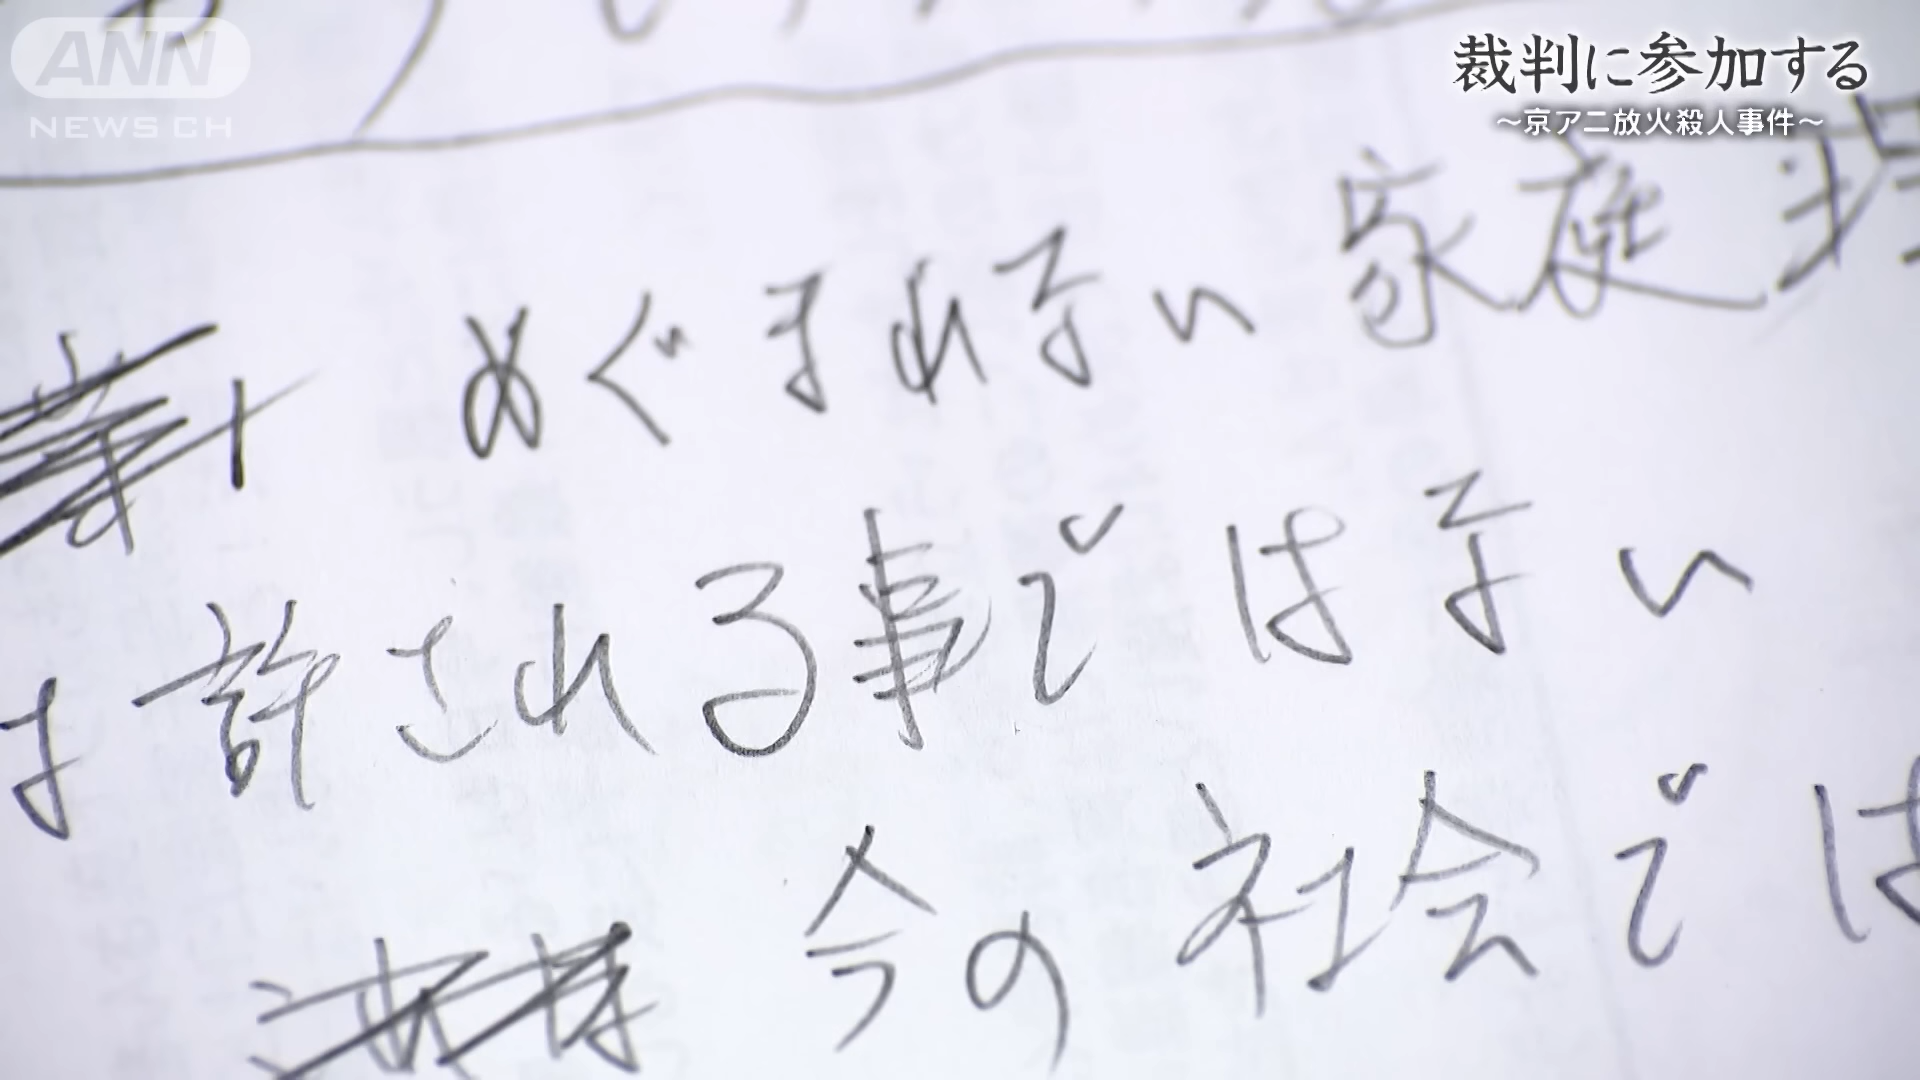 ANN
NEWS CH
裁判に参加する
～京アニ放火殺人事件～
めぐまれない 家庭 環
は 許される事ではない
今の 社会では